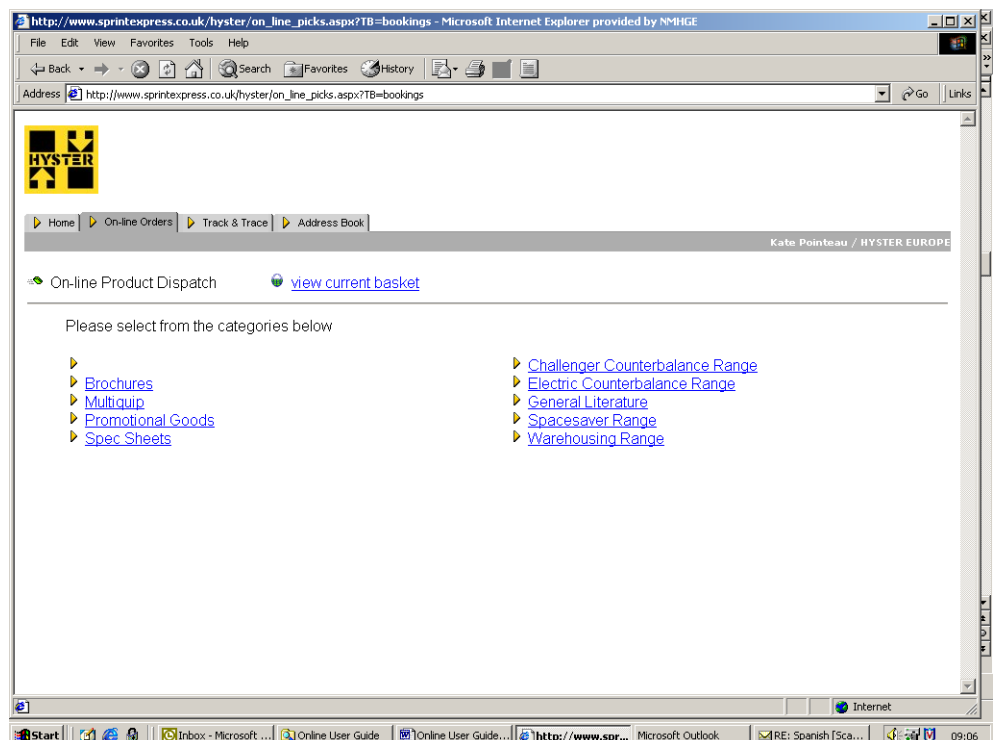 http://www.sprintexpress.co.uk/hyster/on_line_picks.aspx?TB=bookings - Microsoft Internet Explorer provided by NMHGE
File Edit View Favorites Tools Help
Back Search Favorites History
Address http://www.sprintexpress.co.uk/hyster/on_line_picks.aspx?TB=bookings Go Links
HYSTER
Home On-line Orders Track & Trace Address Book
Kate Pointeau / HYSTER EUROPE
On-line Product Dispatch view current basket
Please select from the categories below
Challenger Counterbalance Range
Brochures Electric Counterbalance Range
Multiquip General Literature
Promotional Goods Spacesaver Range
Spec Sheets Warehousing Range
Internet
Start Inbox - Microsoft ... Online User Guide Online User Guide... http://www.spr... Microsoft Outlook RE: Spanish [Sca... 09:06